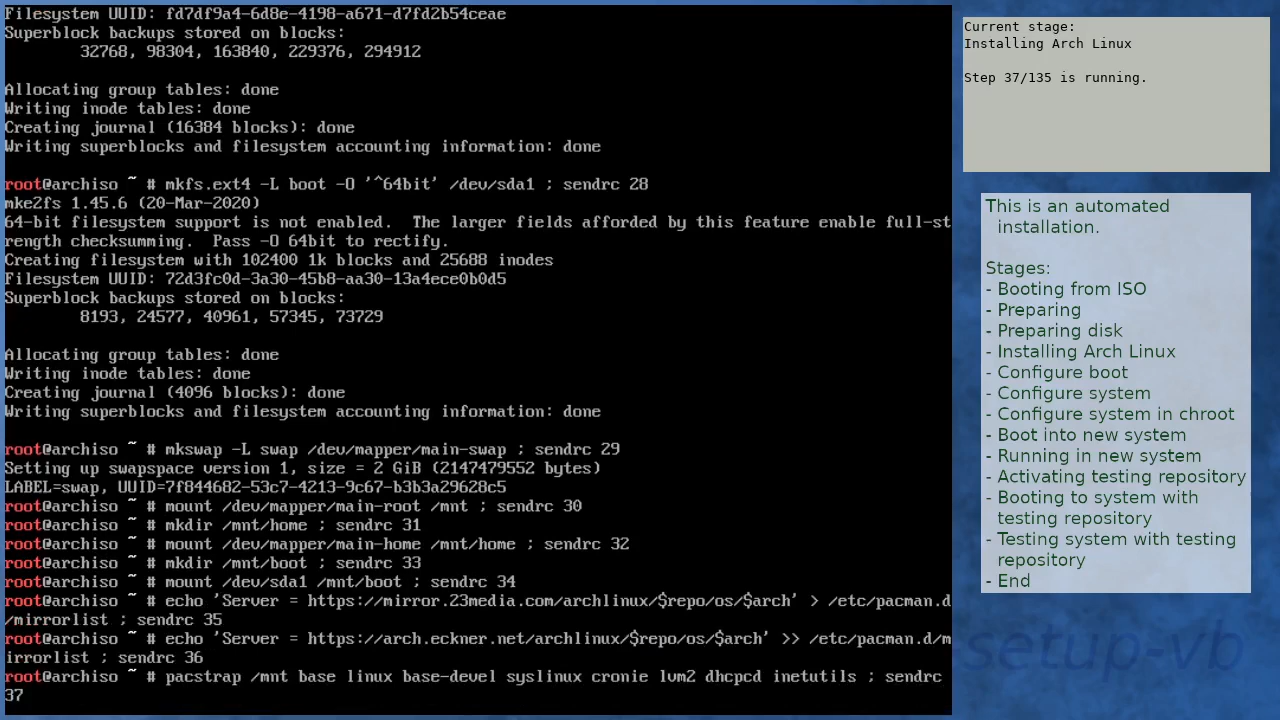 Filesystem UUID: fd7df9a4-6d8e-4198-a671-d7fd2b54ceae
Superblock backups stored on blocks:
        32768, 98304, 163840, 229376, 294912

Allocating group tables: done
Writing inode tables: done
Creating journal (16384 blocks): done
Writing superblocks and filesystem accounting information: done

root@archiso ~ # mkfs.ext4 -L boot -O '^64bit' /dev/sda1 ; sendrc 28
mke2fs 1.45.6 (20-Mar-2020)
64-bit filesystem support is not enabled.  The larger fields afforded by this feature enable full-st
rength checksumming.  Pass -O 64bit to rectify.
Creating filesystem with 102400 1k blocks and 25688 inodes
Filesystem UUID: 72d3fc0d-3a30-45b8-aa30-13a4ece0b0d5
Superblock backups stored on blocks:
        8193, 24577, 40961, 57345, 73729

Allocating group tables: done
Writing inode tables: done
Creating journal (4096 blocks): done
Writing superblocks and filesystem accounting information: done

root@archiso ~ # mkswap -L swap /dev/mapper/main-swap ; sendrc 29
Setting up swapspace version 1, size = 2 GiB (2147479552 bytes)
LABEL=swap, UUID=7f844682-53c7-4213-9c67-b3b3a29628c5
root@archiso ~ # mount /dev/mapper/main-root /mnt ; sendrc 30
root@archiso ~ # mkdir /mnt/home ; sendrc 31
root@archiso ~ # mount /dev/mapper/main-home /mnt/home ; sendrc 32
root@archiso ~ # mkdir /mnt/boot ; sendrc 33
root@archiso ~ # mount /dev/sda1 /mnt/boot ; sendrc 34
root@archiso ~ # echo 'Server = https://mirror.23media.com/archlinux/$repo/os/$arch' > /etc/pacman.d
/mirrorlist ; sendrc 35
root@archiso ~ # echo 'Server = https://arch.eckner.net/archlinux/$repo/os/$arch' >> /etc/pacman.d/m
irrorlist ; sendrc 36
root@archiso ~ # pacstrap /mnt base linux base-devel syslinux cronie lvm2 dhcpcd inetutils ; sendrc
37
Current stage:
Installing Arch Linux

Step 37/135 is running.

This is an automated
installation.

Stages:
- Booting from ISO
- Preparing
- Preparing disk
- Installing Arch Linux
- Configure boot
- Configure system
- Configure system in chroot
- Boot into new system
- Running in new system
- Activating testing repository
- Booting to system with
testing repository
- Testing system with testing
repository
- End
setup-vb